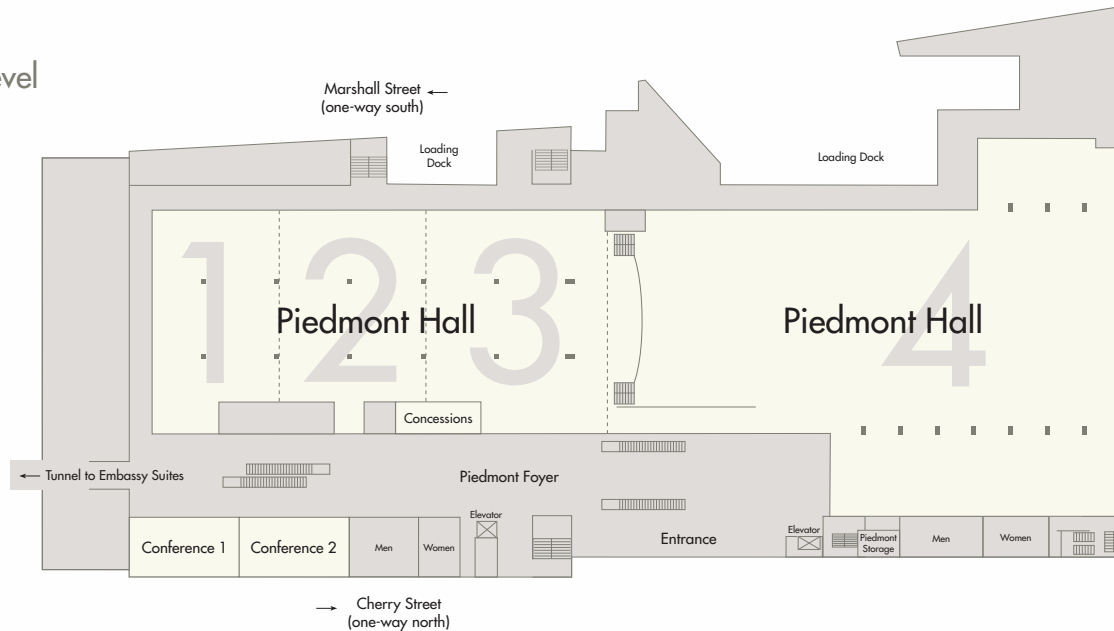 Marshall Street
(one-way south)
Loading
Dock
Loading Dock
1
2
3
4
Piedmont Hall
Piedmont Hall
Concessions
Tunnel to Embassy Suites
Piedmont Foyer
Elevator
Elevator
Entrance
Conference 1
Conference 2
Men
Women
Piedmont
Storage
Men
Women
Cherry Street
(one-way north)